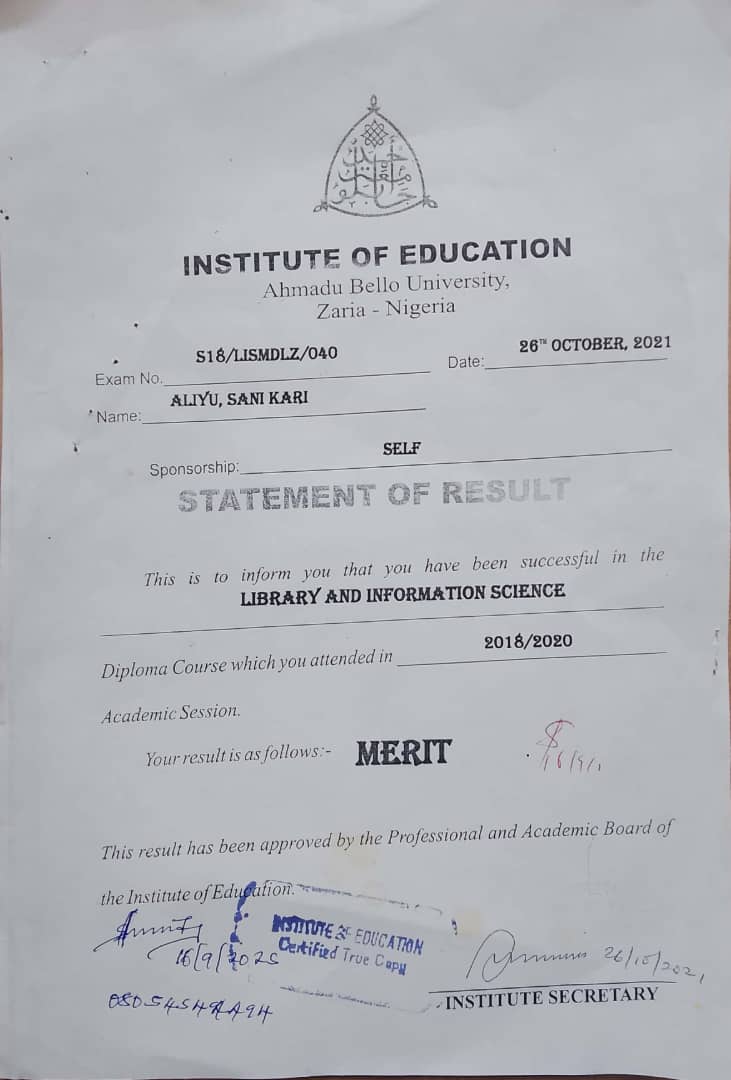 INSTITUTE OF EDUCATION
Ahmadu Bello University,
Zaria - Nigeria
Exam No. S18/LISMDLZ/040 Date: 26TH OCTOBER, 2021
Name: ALIYU, SANI KARI
Sponsorship: SELF
STATEMENT OF RESULT
This is to inform you that you have been successful in the
LIBRARY AND INFORMATION SCIENCE
Diploma Course which you attended in 2018/2020
Academic Session.
Your result is as follows:- MERIT
This result has been approved by the Professional and Academic Board of
the Institute of Education.
INSTITUTE OF EDUCATION
Certified True Copy
16/9/2025
26/10/2021
INSTITUTE SECRETARY